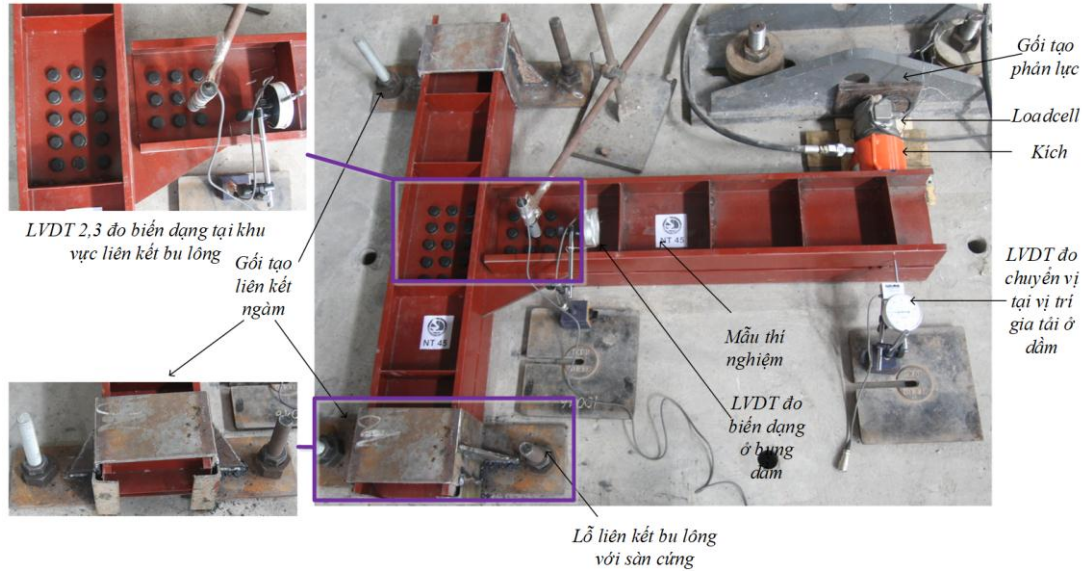 LVDT 2,3 đo biến dạng tại khu
vực liên kết bu lông
Gối tạo
liên kết
ngàm
Gối tạo
phản lực
Loadcell
Kích
LVDT đo
chuyển vị
tại vị trí
gia tải ở
dầm
NT 45
NT 45
Mẫu thí
nghiệm
LVDT đo
biến dạng
ở bụng
dầm
Lỗ liên kết bu lông
với sàn cứng